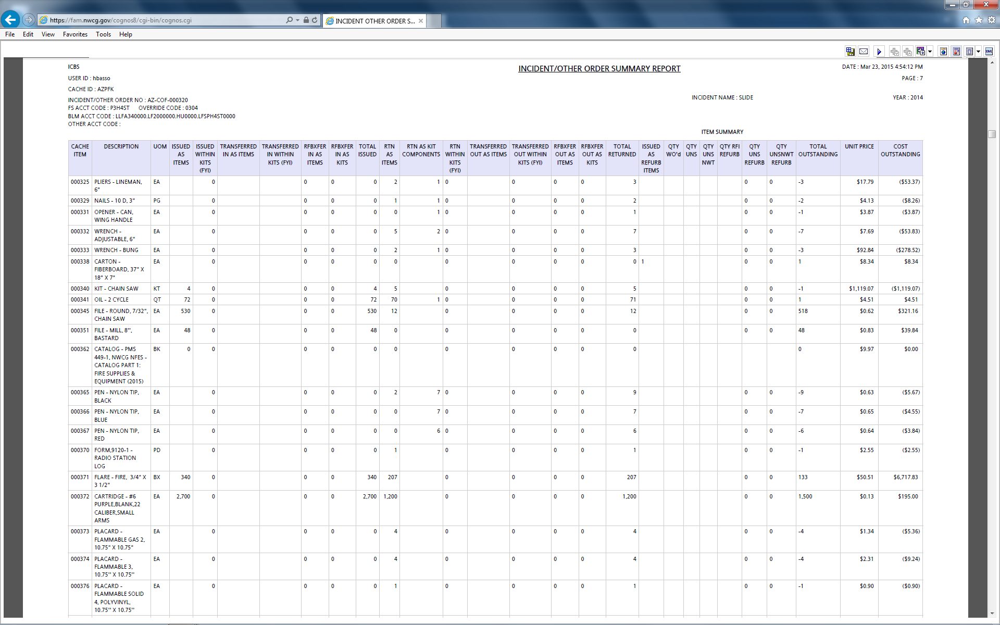 https://fam.nwcg.gov/cognos8/cgi-bin/cognos.cgi
INCIDENT OTHER ORDER S...
File Edit View Favorites Tools Help
ICBS
INCIDENT/OTHER ORDER SUMMARY REPORT
DATE : Mar 23, 2015 4:54:12 PM
USER ID : hbasso
PAGE : 7
CACHE ID : AZPFK
INCIDENT/OTHER ORDER NO : AZ-COF-000320
INCIDENT NAME : SLIDE
YEAR : 2014
FS ACCT CODE : P3H4ST OVERRIDE CODE : 0304
BLM ACCT CODE : LLFA340000.LF2000000.HU0000.LFSPH4ST0000
OTHER ACCT CODE :
ITEM SUMMARY
CACHE ISSUED ISSUED TRANSFERRED TRANSFERRED RFBXFER RFBXFER TOTAL RTN RTN AS KIT RTN TRANSFERRED TRANSFERRED RFBXFER RFBXFER TOTAL ISSUED QTY QTY QTY QTY RFI QTY QTY TOTAL UNIT PRICE COST
DESCRIPTION UOM
ITEM AS WITHIN IN AS ITEMS IN WITHIN IN AS IN AS ISSUED AS COMPONENTS WITHIN OUT AS ITEMS OUT WITHIN OUT AS OUT AS RETURNED AS WO'd UNS UNS REFURB UNS UNSNWT OUTSTANDING OUTSTANDING
ITEMS KITS KITS (FYI) ITEMS KITS ITEMS KITS KITS (FYI) ITEMS KITS REFURB NWT REFURB REFURB
(FYI) (FYI) ITEMS
000325 PLIERS - LINEMAN, EA 0 0 0 0 2 1 0 0 0 0 3 0 0 -3 $17.79 ($53.37)
6"
000329 NAILS - 10 D, 3" PG 0 0 0 0 1 1 0 0 0 0 2 0 0 -2 $4.13 ($8.26)
000331 OPENER - CAN, EA 0 0 0 0 0 1 0 0 0 0 1 0 0 -1 $3.87 ($3.87)
WING HANDLE
000332 WRENCH - EA 0 0 0 0 5 2 0 0 0 0 7 0 0 -7 $7.69 ($53.83)
ADJUSTABLE, 6"
000333 WRENCH - BUNG EA 0 0 0 0 2 1 0 0 0 0 3 0 0 -3 $92.84 ($278.52)
000338 CARTON - EA 0 0 0 0 0 0 0 0 0 0 1 0 0 1 $8.34 $8.34
FIBERBOARD, 37" X
18" X 7"
000340 KIT - CHAIN SAW KT 4 0 0 0 4 5 0 0 0 0 5 0 0 -1 $1,119.07 ($1,119.07)
000341 OIL - 2 CYCLE QT 72 0 0 0 72 70 1 0 0 0 0 71 0 0 1 $4.51 $4.51
000345 FILE - ROUND, 7/32", EA 530 0 0 0 530 12 0 0 0 0 12 0 0 518 $0.62 $321.16
CHAIN SAW
000351 FILE - MILL, 8'', EA 48 0 0 0 48 0 0 0 0 0 0 0 0 48 $0.83 $39.84
BASTARD
000362 CATALOG - PMS BK 0 0 0 0 0 0 0 0 0 0 0 0 $9.97 $0.00
449-1, NWCG NFES -
CATALOG PART 1:
FIRE SUPPLIES &
EQUIPMENT (2015)
000365 PEN - NYLON TIP, EA 0 0 0 0 2 7 0 0 0 0 9 0 0 -9 $0.63 ($5.67)
BLACK
000366 PEN - NYLON TIP, EA 0 0 0 0 0 7 0 0 0 0 7 0 0 -7 $0.65 ($4.55)
BLUE
000367 PEN - NYLON TIP, EA 0 0 0 0 0 6 0 0 0 0 6 0 0 -6 $0.64 ($3.84)
RED
000370 FORM,9120-1 - PD 0 0 0 0 1 0 0 0 0 1 0 0 -1 $2.55 ($2.55)
RADIO STATION
LOG
000371 FLARE - FIRE, 3/4" X BX 340 0 0 0 340 207 0 0 0 0 207 0 0 133 $50.51 $6,717.83
3 1/2"
000372 CARTRIDGE - #6 EA 2,700 0 0 0 2,700 1,200 0 0 0 0 1,200 0 0 1,500 $0.13 $195.00
PURPLE,BLANK,22
CALIBER,SMALL
ARMS
000373 PLACARD - EA 0 0 0 0 4 0 0 0 0 4 0 0 -4 $1.34 ($5.36)
FLAMMABLE GAS 2,
10.75" X 10.75"
000374 PLACARD - EA 0 0 0 0 4 0 0 0 0 4 0 0 -4 $2.31 ($9.24)
FLAMMABLE 3,
10.75'' X 10.75''
000376 PLACARD - EA 0 0 0 0 1 0 0 0 0 1 0 0 -1 $0.90 ($0.90)
FLAMMABLE SOLID
4, POLYVINYL,
10.75'' X 10.75''